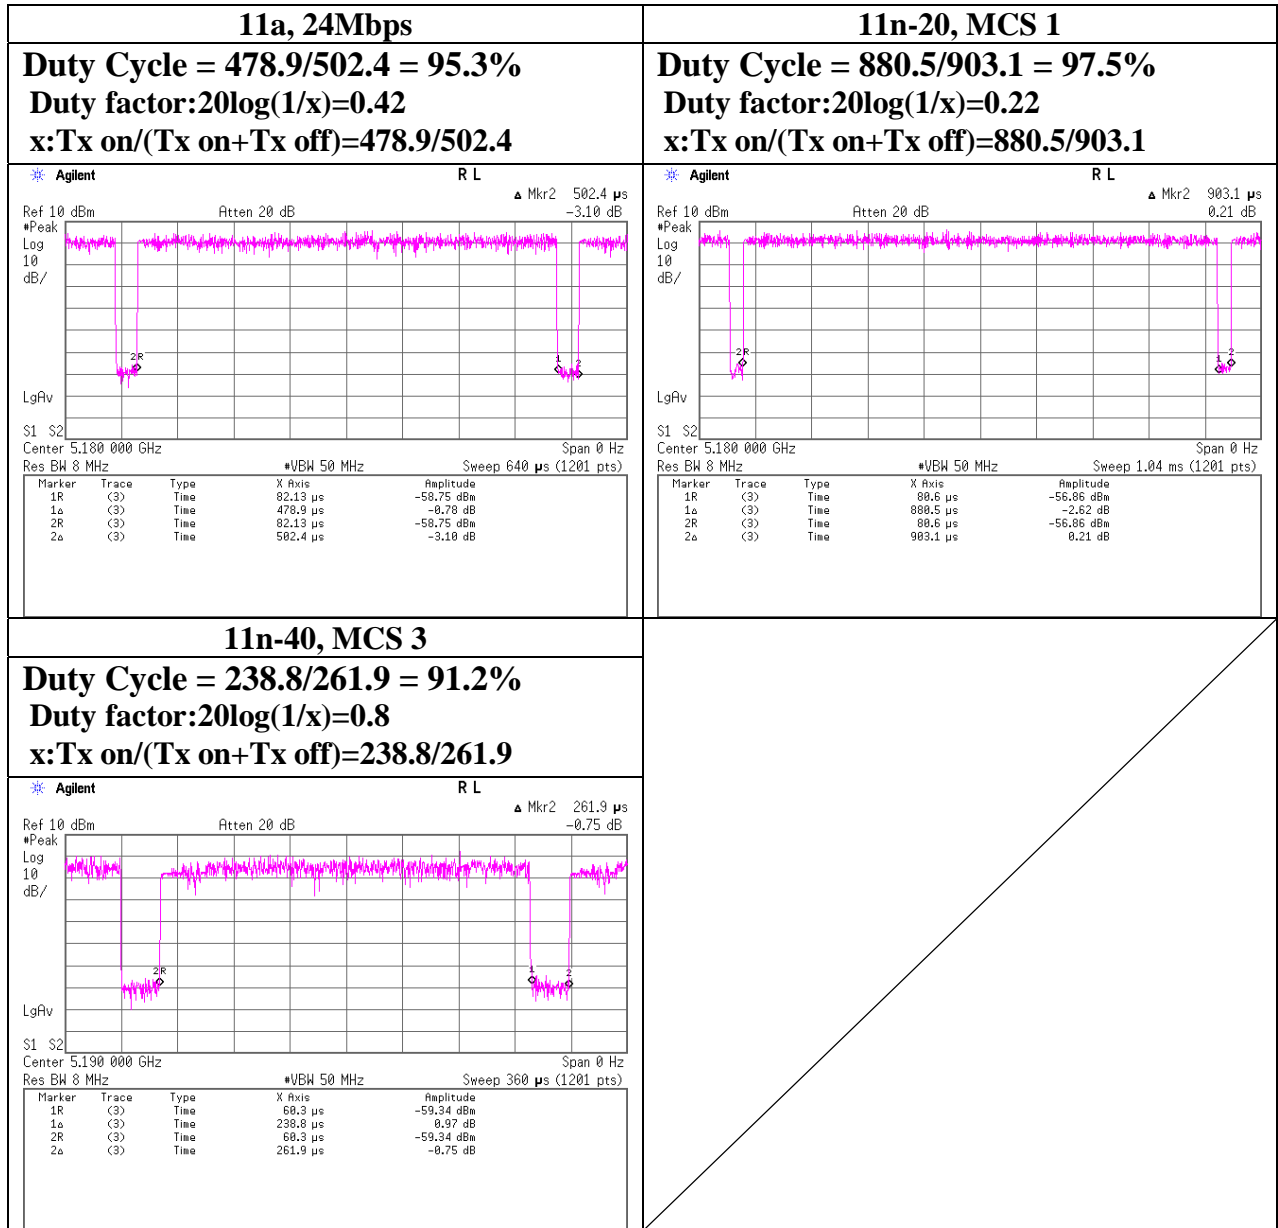 11a, 24Mbps
Duty Cycle = 478.9/502.4 = 95.3%
Duty factor:20log(1/x)=0.42
x:Tx on/(Tx on+Tx off)=478.9/502.4
Agilent R L
Δ Mkr2 502.4 µs
Ref 10 dBm Atten 20 dB -3.10 dB
#Peak
Log
10
dB/
2R
1
2
LgAv
S1 S2
Center 5.180 000 GHz Span 0 Hz
Res BW 8 MHz #VBW 50 MHz Sweep 640 µs (1201 pts)
Marker Trace Type X Axis Amplitude
1R (3) Time 82.13 µs -58.75 dBm
1Δ (3) Time 478.9 µs -0.78 dB
2R (3) Time 82.13 µs -58.75 dBm
2Δ (3) Time 502.4 µs -3.10 dB
11n-20, MCS 1
Duty Cycle = 880.5/903.1 = 97.5%
Duty factor:20log(1/x)=0.22
x:Tx on/(Tx on+Tx off)=880.5/903.1
Agilent R L
Δ Mkr2 903.1 µs
Ref 10 dBm Atten 20 dB 0.21 dB
#Peak
Log
10
dB/
2R
1
2
LgAv
S1 S2
Center 5.180 000 GHz Span 0 Hz
Res BW 8 MHz #VBW 50 MHz Sweep 1.04 ms (1201 pts)
Marker Trace Type X Axis Amplitude
1R (3) Time 80.6 µs -56.86 dBm
1Δ (3) Time 880.5 µs -2.62 dB
2R (3) Time 80.6 µs -56.86 dBm
2Δ (3) Time 903.1 µs 0.21 dB
11n-40, MCS 3
Duty Cycle = 238.8/261.9 = 91.2%
Duty factor:20log(1/x)=0.8
x:Tx on/(Tx on+Tx off)=238.8/261.9
Agilent R L
Δ Mkr2 261.9 µs
Ref 10 dBm Atten 20 dB -0.75 dB
#Peak
Log
10
dB/
2R
1
2
LgAv
S1 S2
Center 5.190 000 GHz Span 0 Hz
Res BW 8 MHz #VBW 50 MHz Sweep 360 µs (1201 pts)
Marker Trace Type X Axis Amplitude
1R (3) Time 60.3 µs -59.34 dBm
1Δ (3) Time 238.8 µs 0.97 dB
2R (3) Time 60.3 µs -59.34 dBm
2Δ (3) Time 261.9 µs -0.75 dB